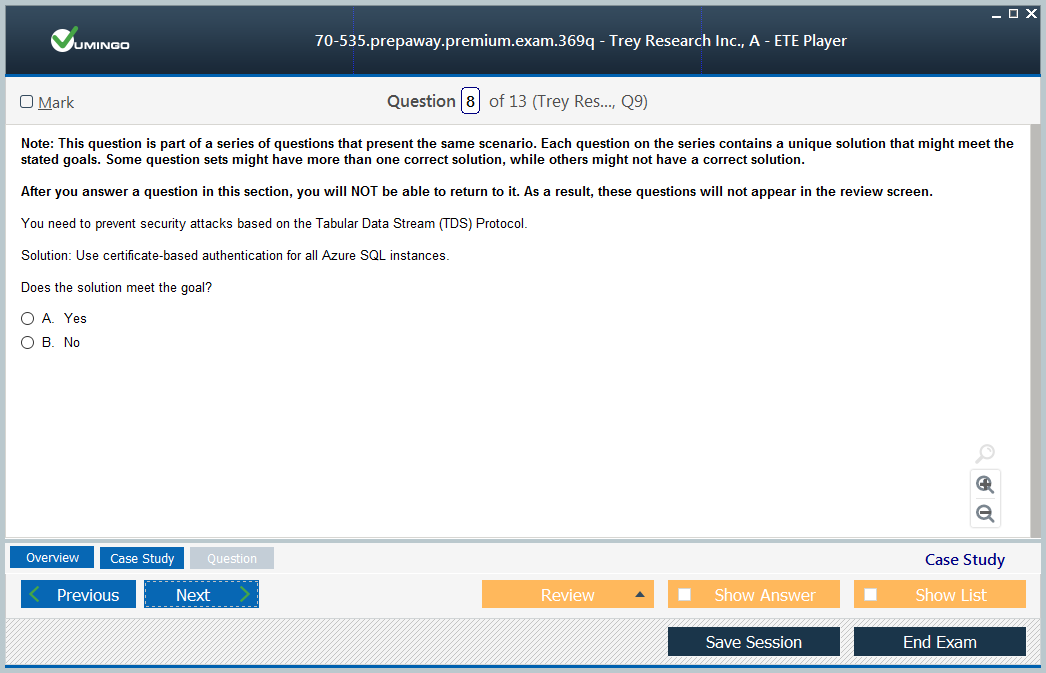 VUMINGO
70-535.prepaway.premium.exam.369q - Trey Research Inc., A - ETE Player
Mark
Question 8 of 13 (Trey Res..., Q9)
Note: This question is part of a series of questions that present the same scenario. Each question on the series contains a unique solution that might meet the
stated goals. Some question sets might have more than one correct solution, while others might not have a correct solution.
After you answer a question in this section, you will NOT be able to return to it. As a result, these questions will not appear in the review screen.
You need to prevent security attacks based on the Tabular Data Stream (TDS) Protocol.
Solution: Use certificate-based authentication for all Azure SQL instances.
Does the solution meet the goal?
A. Yes
B. No
Overview Case Study Question Case Study
Previous Next Review Show Answer Show List
Save Session End Exam